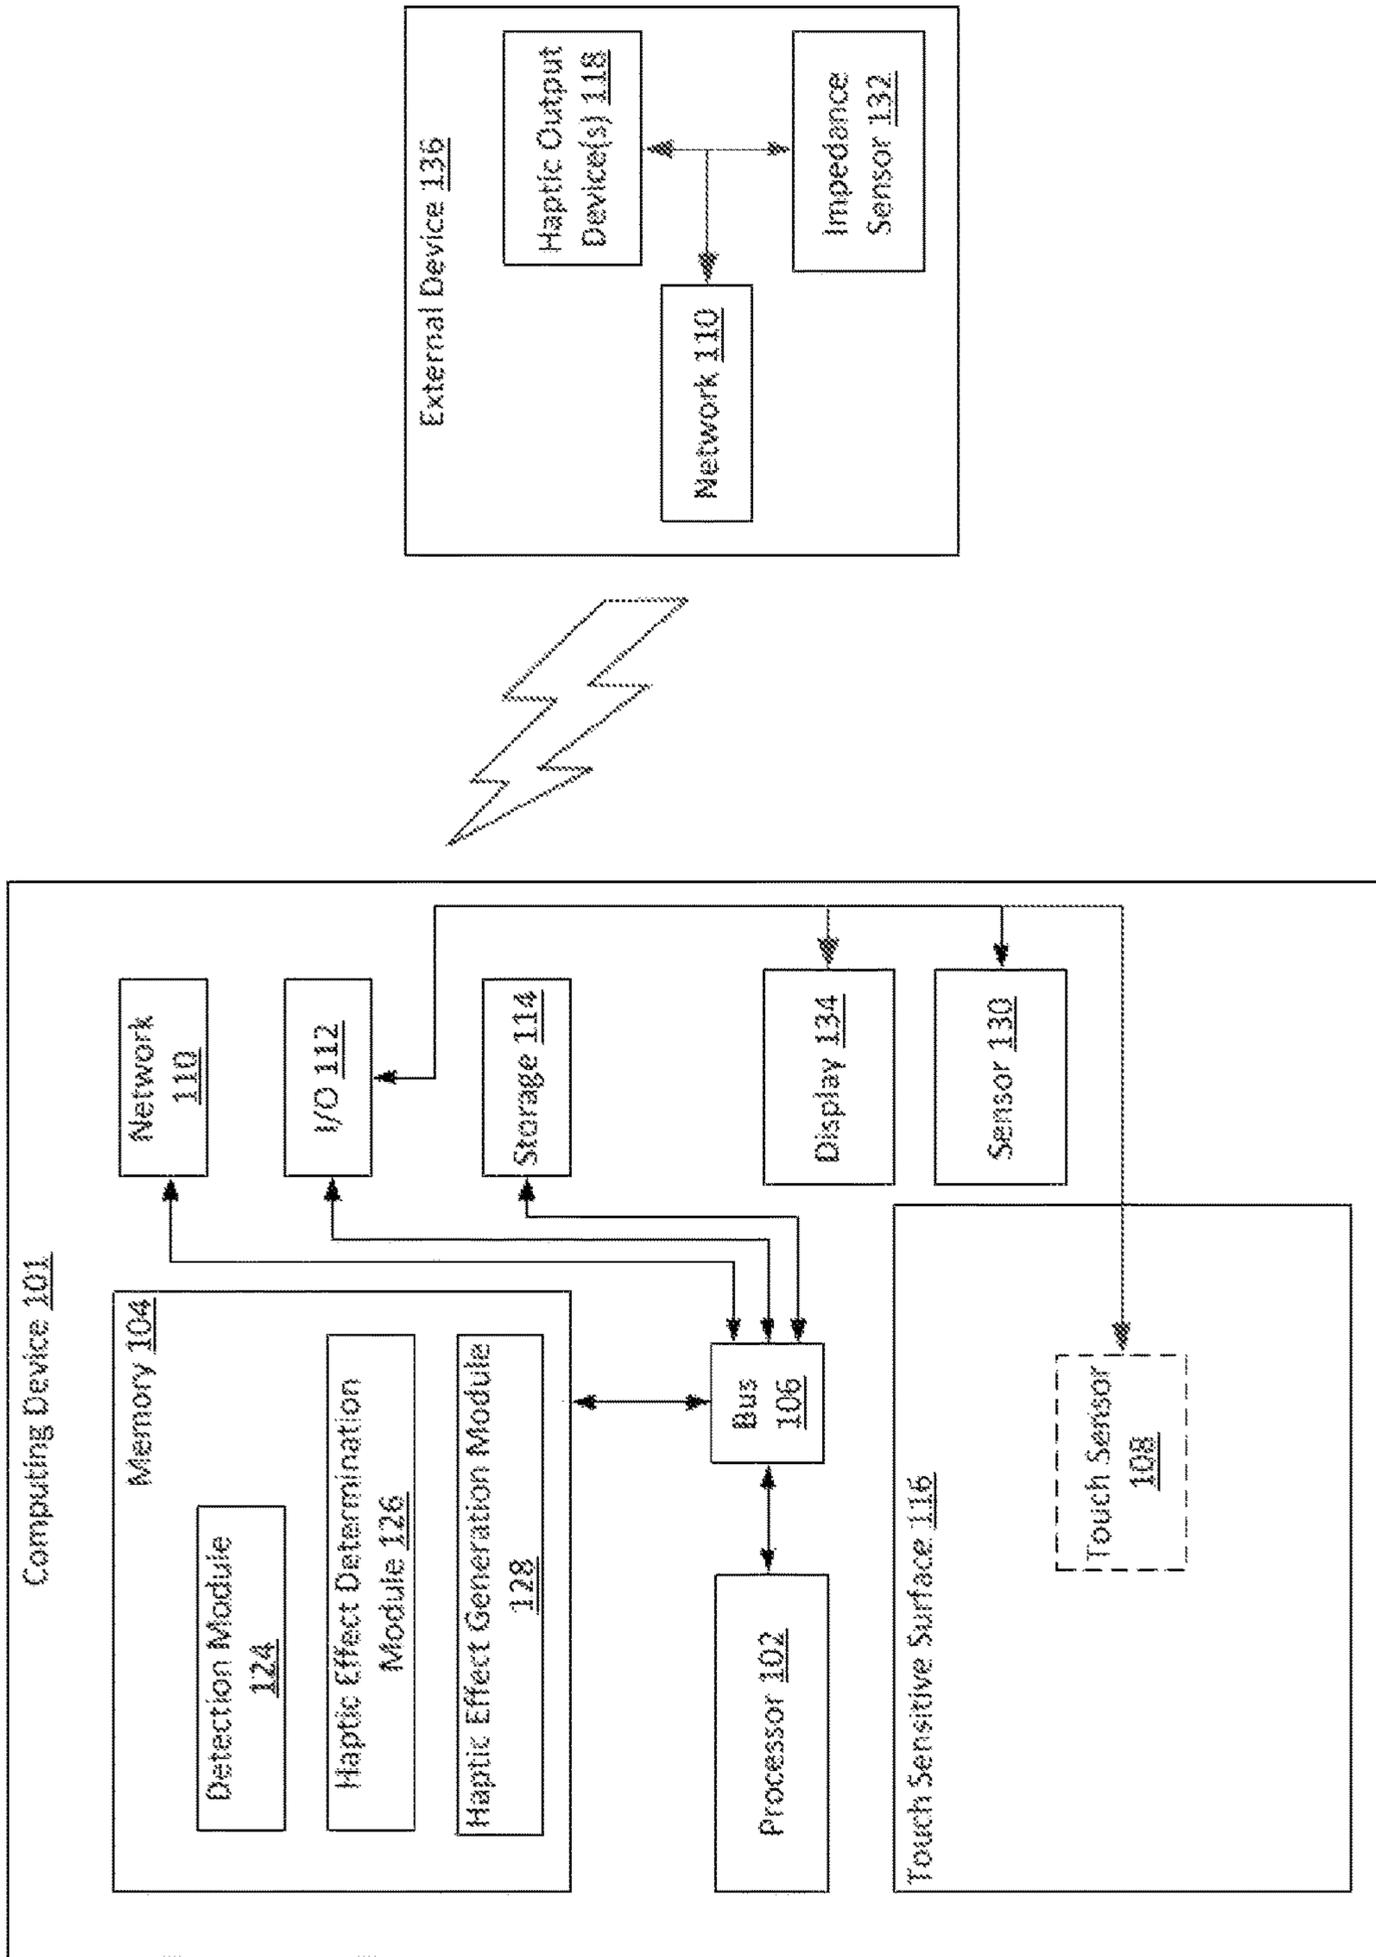 Computing Device 101
Memory 104
Detection Module
124
Haptic Effect Determination
Module 126
Haptic Effect Generation Module
128
Network
110
I/O 112
Storage 114
Bus
106
Processor 102
Display 134
Sensor 130
Touch Sensitive Surface 116
Touch Sensor
108
External Device 136
Haptic Output
Device(s) 118
Network 110
Impedance
Sensor 132